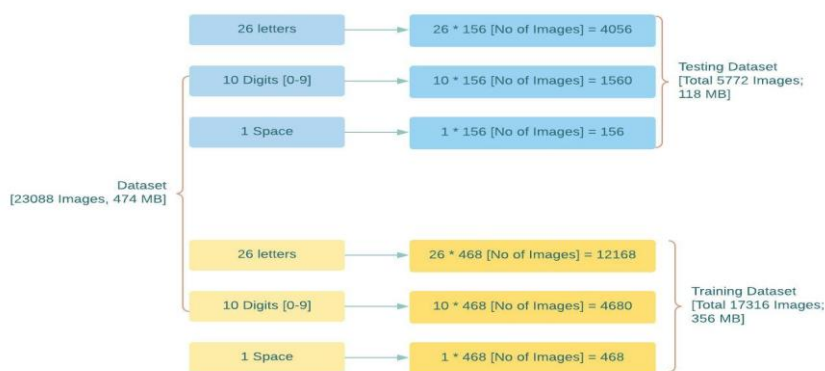 26 letters
26 * 156 [No of Images] = 4056
10 Digits [0-9]
10 * 156 [No of Images] = 1560
1 Space
1 * 156 [No of Images] = 156
Testing Dataset
[Total 5772 Images;
118 MB]
Dataset
[23088 Images, 474 MB]
26 letters
26 * 468 [No of Images] = 12168
10 Digits [0-9]
10 * 468 [No of Images] = 4680
1 Space
1 * 468 [No of Images] = 468
Training Dataset
[Total 17316 Images;
356 MB]